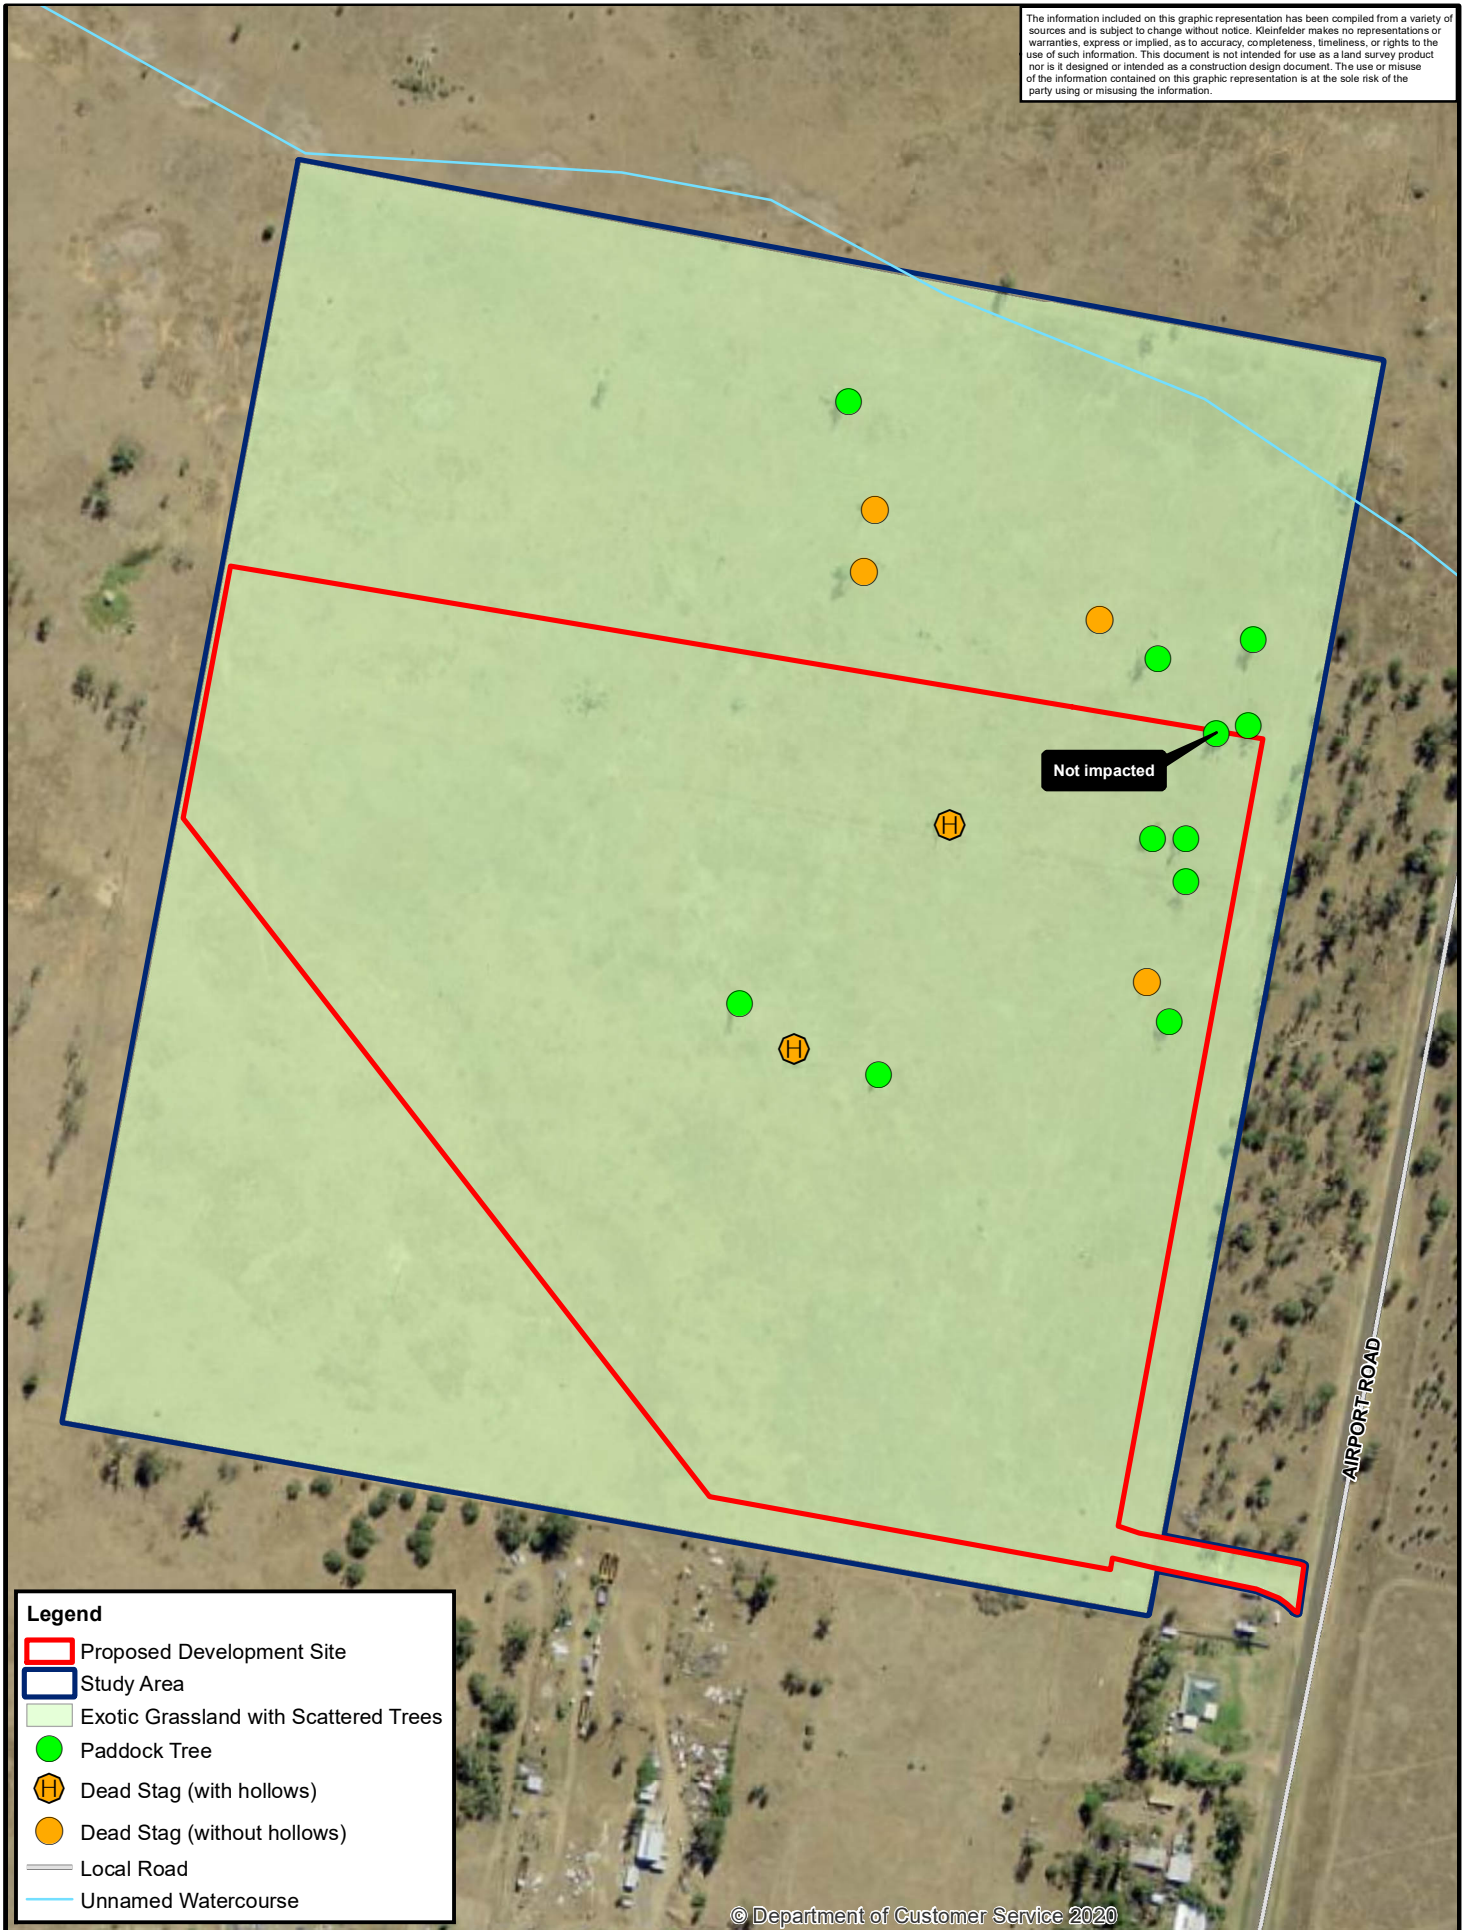 The information included on this graphic representation has been compiled from a variety of
sources and is subject to change without notice. Kleinfelder makes no representations or
warranties, express or implied, as to accuracy, completeness, timeliness, or rights to the
use of such information. This document is not intended for use as a land survey product
nor is it designed or intended as a construction design document. The use or misuse
of the information contained on this graphic representation is at the sole risk of the
party using or misusing the information.
Not impacted
H
H
AIRPORT ROAD
Legend
Proposed Development Site
Study Area
Exotic Grassland with Scattered Trees
Paddock Tree
H Dead Stag (with hollows)
Dead Stag (without hollows)
Local Road
Unnamed Watercourse
© Department of Customer Service 2020